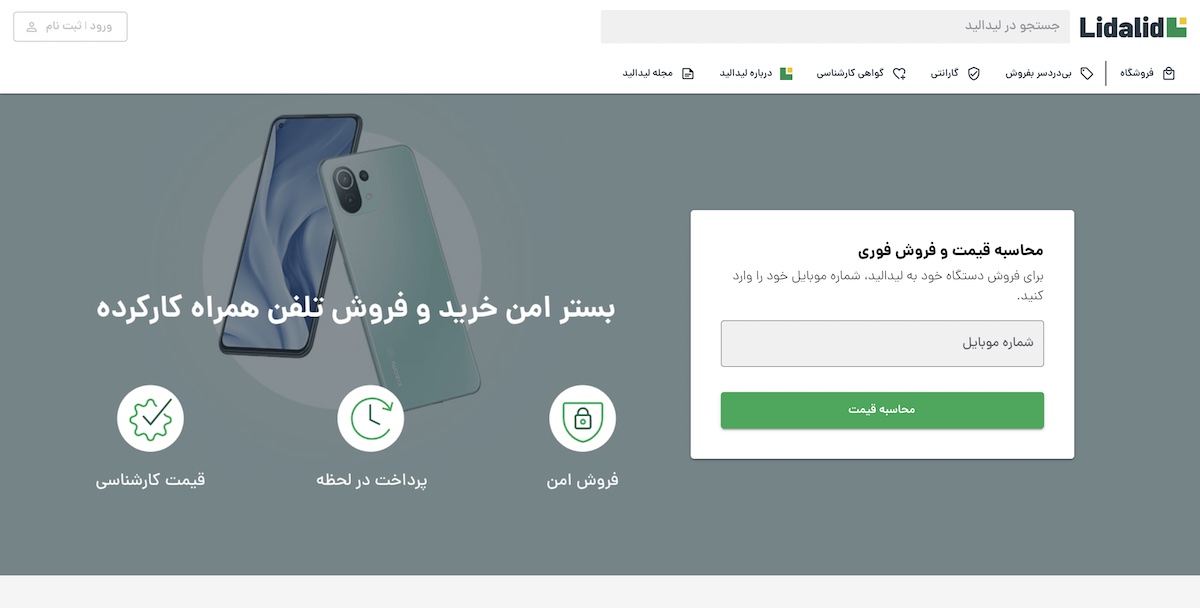 Lidalid
جستجو در لیدالید
ورود | ثبت نام
فروشگاه
بی‌دردسر بفروش
گارانتی
گواهی کارشناسی
درباره لیدالید
مجله لیدالید
محاسبه قیمت و فروش فوری
برای فروش دستگاه خود به لیدالید، شماره موبایل خود را وارد
کنید.
شماره موبایل
محاسبه قیمت
بستر امن خرید و فروش تلفن همراه کارکرده
فروش امن
پرداخت در لحظه
قیمت کارشناسی